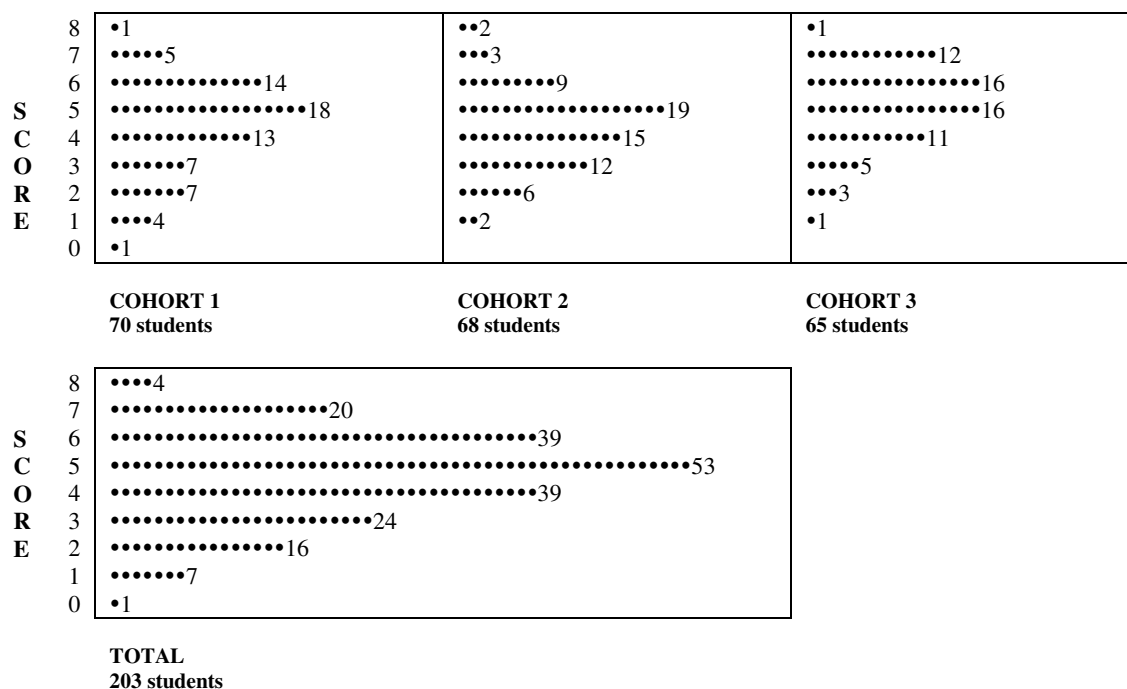 8 •1 ••2 •1
7 •••••5 •••3 ••••••••••••12
6 ••••••••••••••14 •••••••••9 ••••••••••••••••16
S 5 ••••••••••••••••••18 •••••••••••••••••••19 ••••••••••••••••16
C 4 •••••••••••••13 •••••••••••••••15 •••••••••••11
O 3 •••••••7 ••••••••••••12 •••••5
R 2 •••••••7 ••••••6 •••3
E 1 ••••4 ••2 •1
0 •1
COHORT 1 COHORT 2 COHORT 3
70 students 68 students 65 students
8 ••••4
7 ••••••••••••••••••••20
S 6 •••••••••••••••••••••••••••••••••••••••39
C 5 •••••••••••••••••••••••••••••••••••••••••••••••••••••53
O 4 •••••••••••••••••••••••••••••••••••••••39
R 3 ••••••••••••••••••••••••24
E 2 ••••••••••••••••16
1 •••••••7
0 •1
TOTAL
203 students